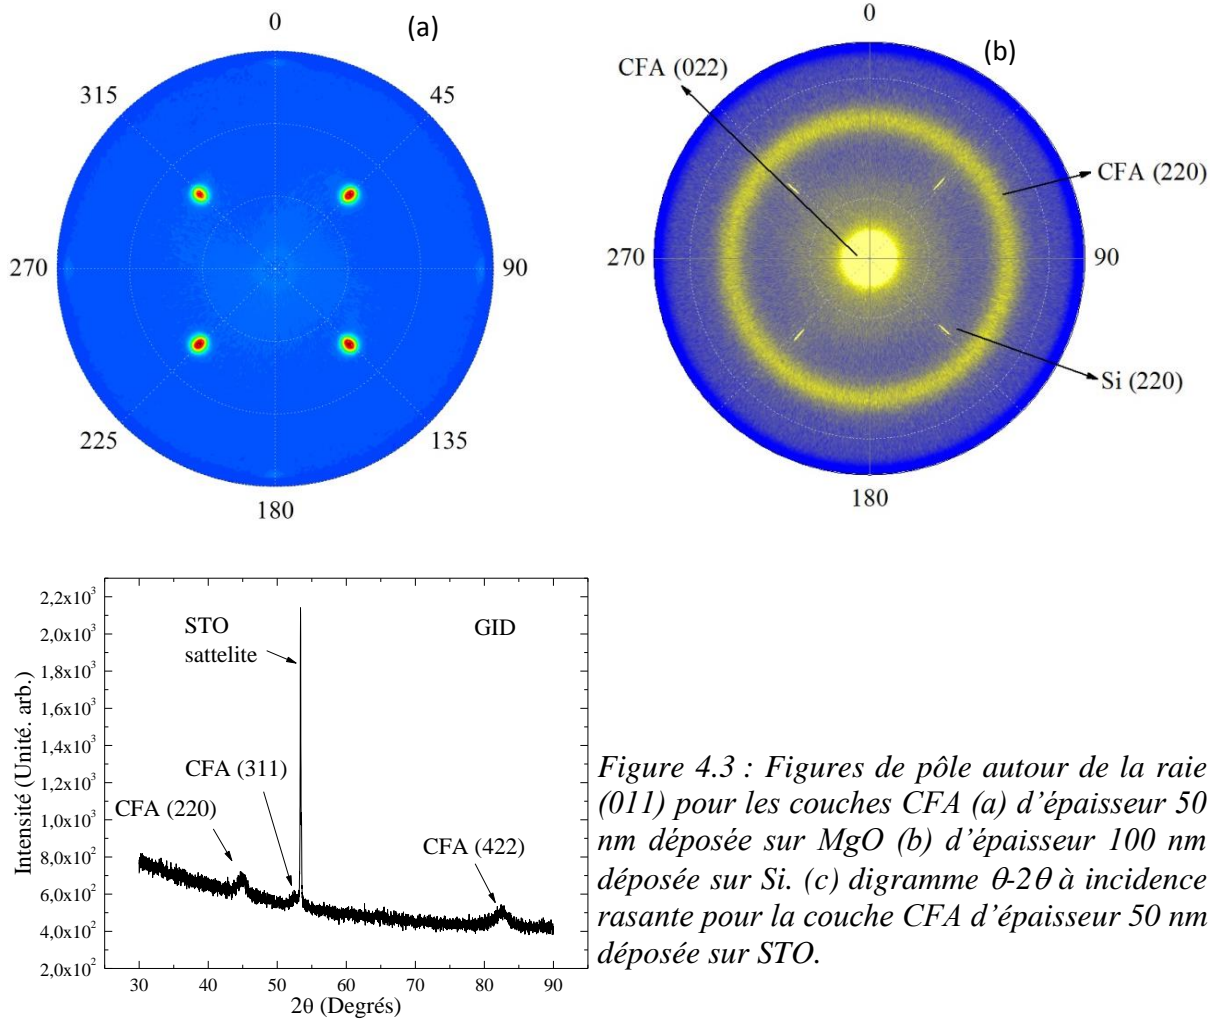 (a)
0
45
90
135
180
225
270
315
(b)
0
90
180
270
CFA (022)
CFA (220)
Si (220)
2,2x10³
2,0x10³
1,8x10³
1,6x10³
1,4x10³
1,2x10³
1,0x10³
8,0x10²
6,0x10²
4,0x10²
2,0x10²
Intensité (Unité. arb.)
STO
sattelite
GID
CFA (311)
CFA (220)
CFA (422)
30 40 50 60 70 80 90
2θ (Degrés)
Figure 4.3 : Figures de pôle autour de la raie
(011) pour les couches CFA (a) d’épaisseur 50
nm déposée sur MgO (b) d’épaisseur 100 nm
déposée sur Si. (c) digramme θ-2θ à incidence
rasante pour la couche CFA d’épaisseur 50 nm
déposée sur STO.